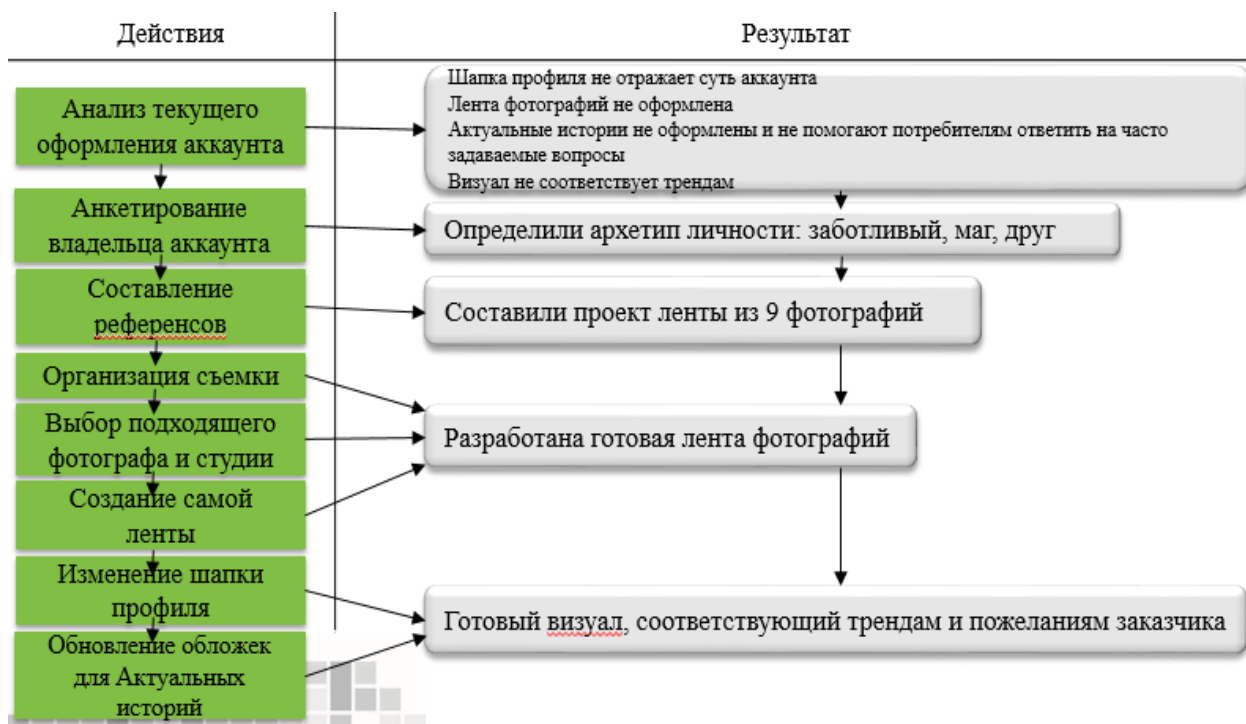 Действия
Результат
Анализ текущего
оформления аккаунта
Шапка профиля не отражает суть аккаунта
Лента фотографий не оформлена
Актуальные истории не оформлены и не помогают потребителям ответить на часто
задаваемые вопросы
Визуал не соответствует трендам
Анкетирование
владельца аккаунта
Определили архетип личности: заботливый, маг, друг
Составление
референсов
Составили проект ленты из 9 фотографий
Организация съемки
Выбор подходящего
фотографа и студии
Создание самой
ленты
Разработана готовая лента фотографий
Изменение шапки
профиля
Обновление обложек
для Актуальных
историй
Готовый визуал, соответствующий трендам и пожеланиям заказчика